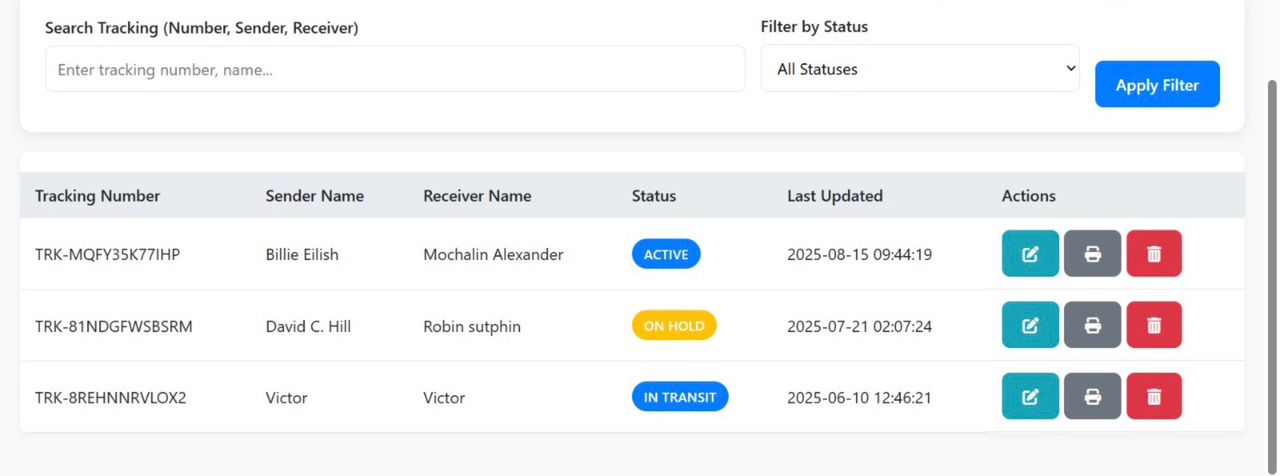 Search Tracking (Number, Sender, Receiver)
Filter by Status
Enter tracking number, name...
All Statuses
Apply Filter
Tracking Number Sender Name Receiver Name Status Last Updated Actions
TRK-MQFY35K77IHP Billie Eilish Mochalin Alexander ACTIVE 2025-08-15 09:44:19
TRK-81NDGFWSBSRM David C. Hill Robin sutphin ON HOLD 2025-07-21 02:07:24
TRK-8REHNNRVLOX2 Victor Victor IN TRANSIT 2025-06-10 12:46:21